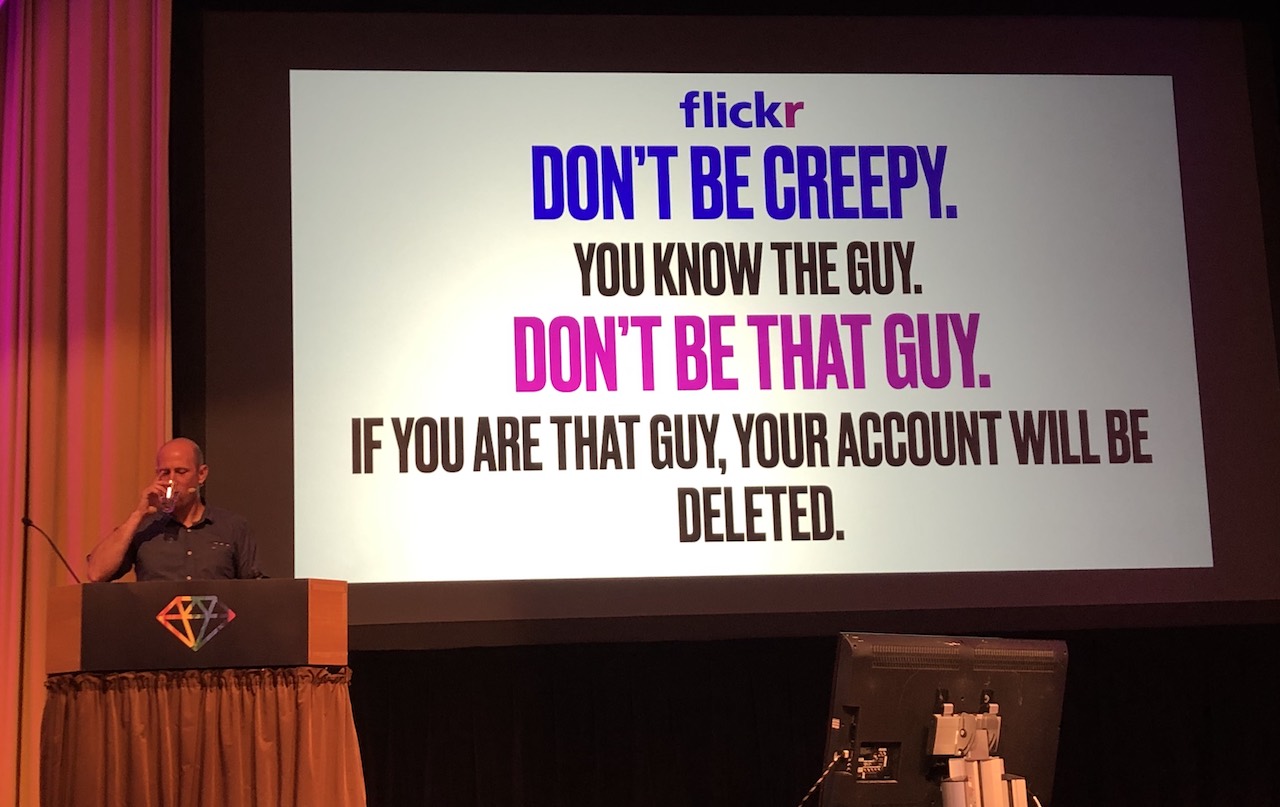 flickr
DON'T BE CREEPY.
YOU KNOW THE GUY.
DON'T BE THAT GUY.
IF YOU ARE THAT GUY, YOUR ACCOUNT WILL BE
DELETED.